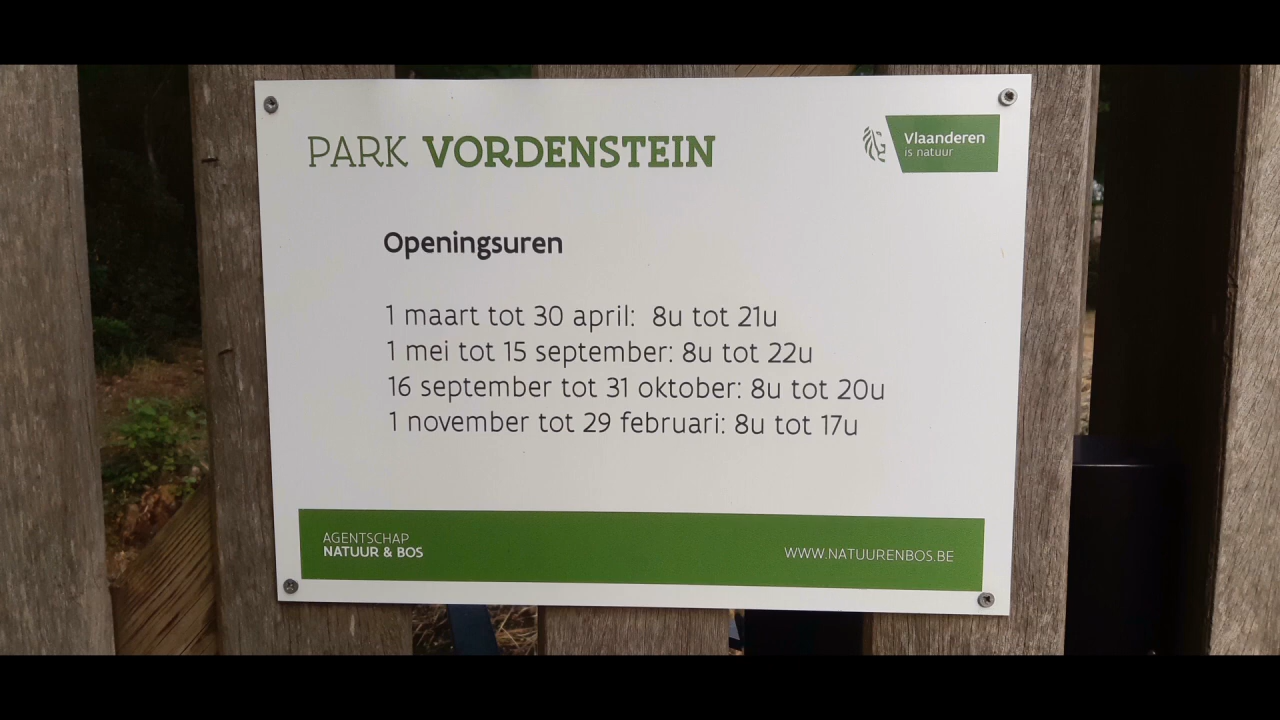 PARK VORDENSTEIN
Vlaanderen
is natuur
Openingsuren
1 maart tot 30 april: 8u tot 21u
1 mei tot 15 september: 8u tot 22u
16 september tot 31 oktober: 8u tot 20u
1 november tot 29 februari: 8u tot 17u
AGENTSCHAP
NATUUR & BOS
WWW.NATUURENBOS.BE